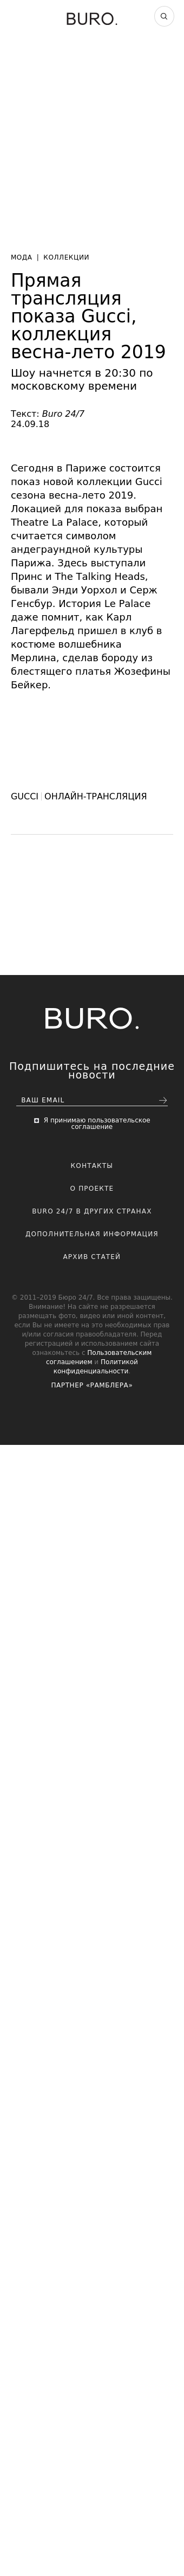 BURO.
МОДА | КОЛЛЕКЦИИ
Прямая
трансляция
показа Gucci,
коллекция
весна-лето 2019
Шоу начнется в 20:30 по
московскому времени
Текст: Buro 24/7
24.09.18
Сегодня в Париже состоится
показ новой коллекции Gucci
сезона весна-лето 2019.
Локацией для показа выбран
Theatre La Palace, который
считается символом
андеграундной культуры
Парижа. Здесь выступали
Принс и The Talking Heads,
бывали Энди Уорхол и Серж
Генсбур. История Le Palace
даже помнит, как Карл
Лагерфельд пришел в клуб в
костюме волшебника
Мерлина, сделав бороду из
блестящего платья Жозефины
Бейкер.
GUCCI ОНЛАЙН-ТРАНСЛЯЦИЯ
BURO.
Подпишитесь на последние
новости
ВАШ EMAIL
Я принимаю пользовательское
соглашение
КОНТАКТЫ
О ПРОЕКТЕ
BURO 24/7 В ДРУГИХ СТРАНАХ
ДОПОЛНИТЕЛЬНАЯ ИНФОРМАЦИЯ
АРХИВ СТАТЕЙ
© 2011–2019 Бюро 24/7. Все права защищены.
Внимание! На сайте не разрешается
размещать фото, видео или иной контент,
если Вы не имеете на это необходимых прав
и/или согласия правообладателя. Перед
регистрацией и использованием сайта
ознакомьтесь с Пользовательским
соглашением и Политикой
конфиденциальности.
ПАРТНЕР «РАМБЛЕРА»